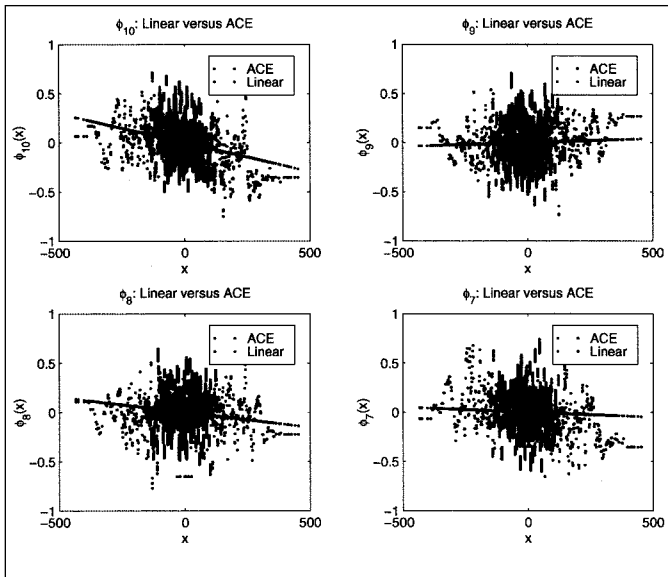 ϕ10: Linear versus ACE
ACE
Linear
ϕ10(x)
1
0.5
0
−0.5
−1
−500
0
500
x
ϕ9: Linear versus ACE
ACE
Linear
ϕ9(x)
1
0.5
0
−0.5
−1
−500
0
500
x
ϕ8: Linear versus ACE
ACE
Linear
ϕ8(x)
1
0.5
0
−0.5
−1
−500
0
500
x
ϕ7: Linear versus ACE
ACE
Linear
ϕ7(x)
1
0.5
0
−0.5
−1
−500
0
500
x